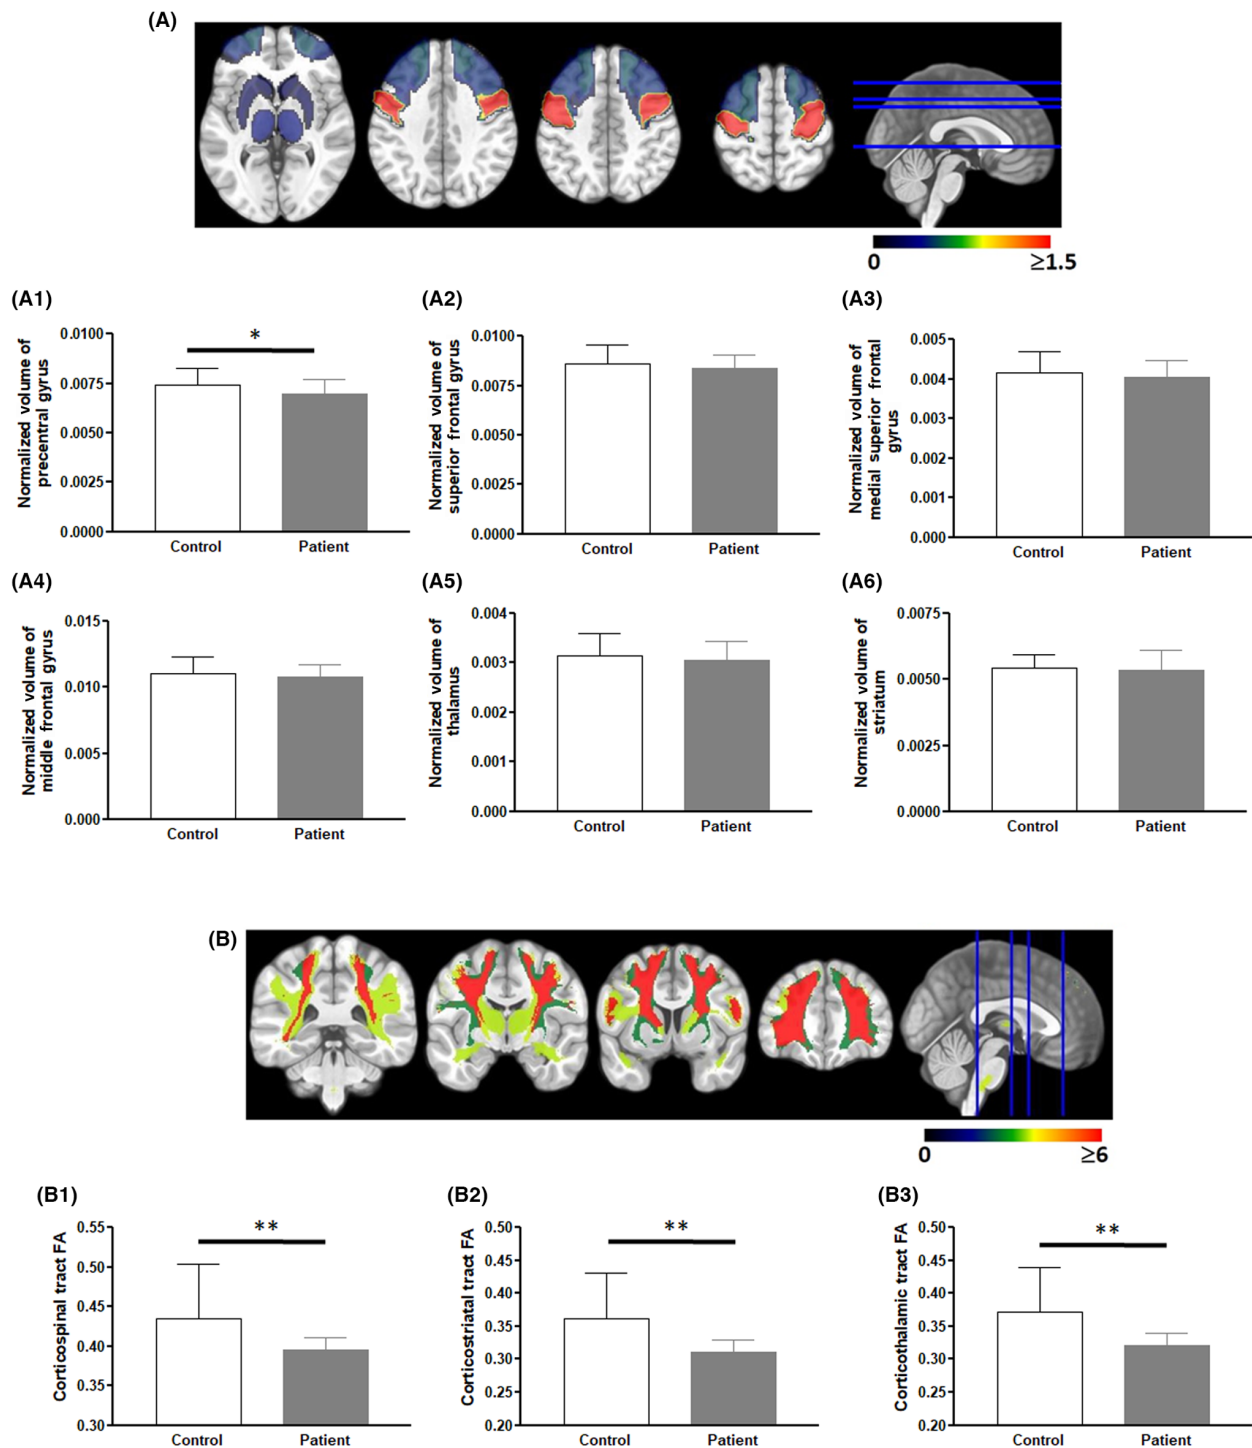 (A)
0 ≥1.5
(A1) (A2) (A3)
Normalized volume of
precentral gyrus
0.0100
0.0075
0.0050
0.0025
0.0000
*
Control Patient
Normalized volume of
superior frontal gyrus
0.0100
0.0075
0.0050
0.0025
0.0000
Control Patient
Normalized volume of
medial superior frontal
gyrus
0.005
0.004
0.003
0.002
0.001
0.000
Control Patient
(A4) (A5) (A6)
Normalized volume of
middle frontal gyrus
0.015
0.010
0.005
0.000
Control Patient
Normalized volume of
thalamus
0.004
0.003
0.002
0.001
0.000
Control Patient
Normalized volume of
striatum
0.0075
0.0050
0.0025
0.0000
Control Patient
(B)
0 ≥6
(B1) (B2) (B3)
Corticospinal tract FA
0.55
0.50
0.45
0.40
0.35
0.30
**
Control Patient
Corticostriatal tract FA
0.50
0.45
0.40
0.35
0.30
0.25
0.20
**
Control Patient
Corticothalamic tract FA
0.50
0.45
0.40
0.35
0.30
0.25
0.20
**
Control Patient